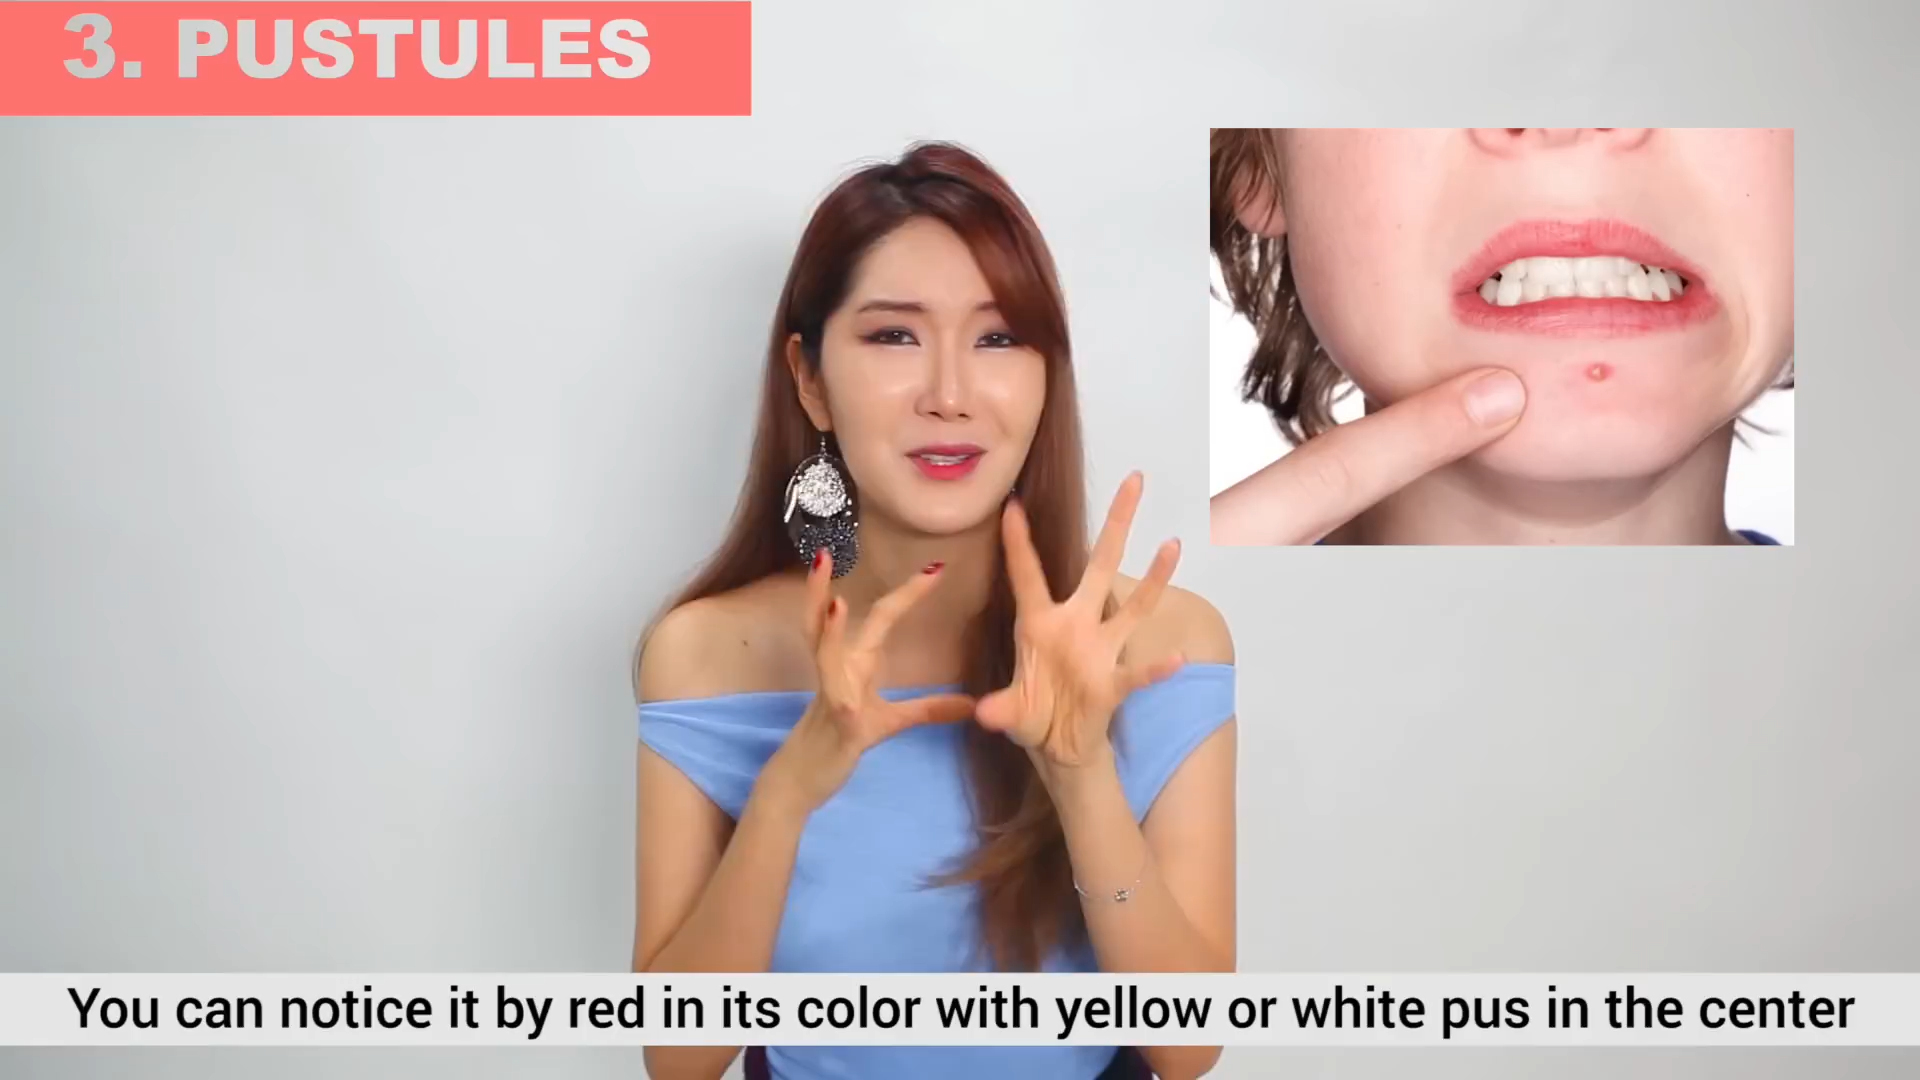 3. PUSTULES
You can notice it by red in its color with yellow or white pus in the center